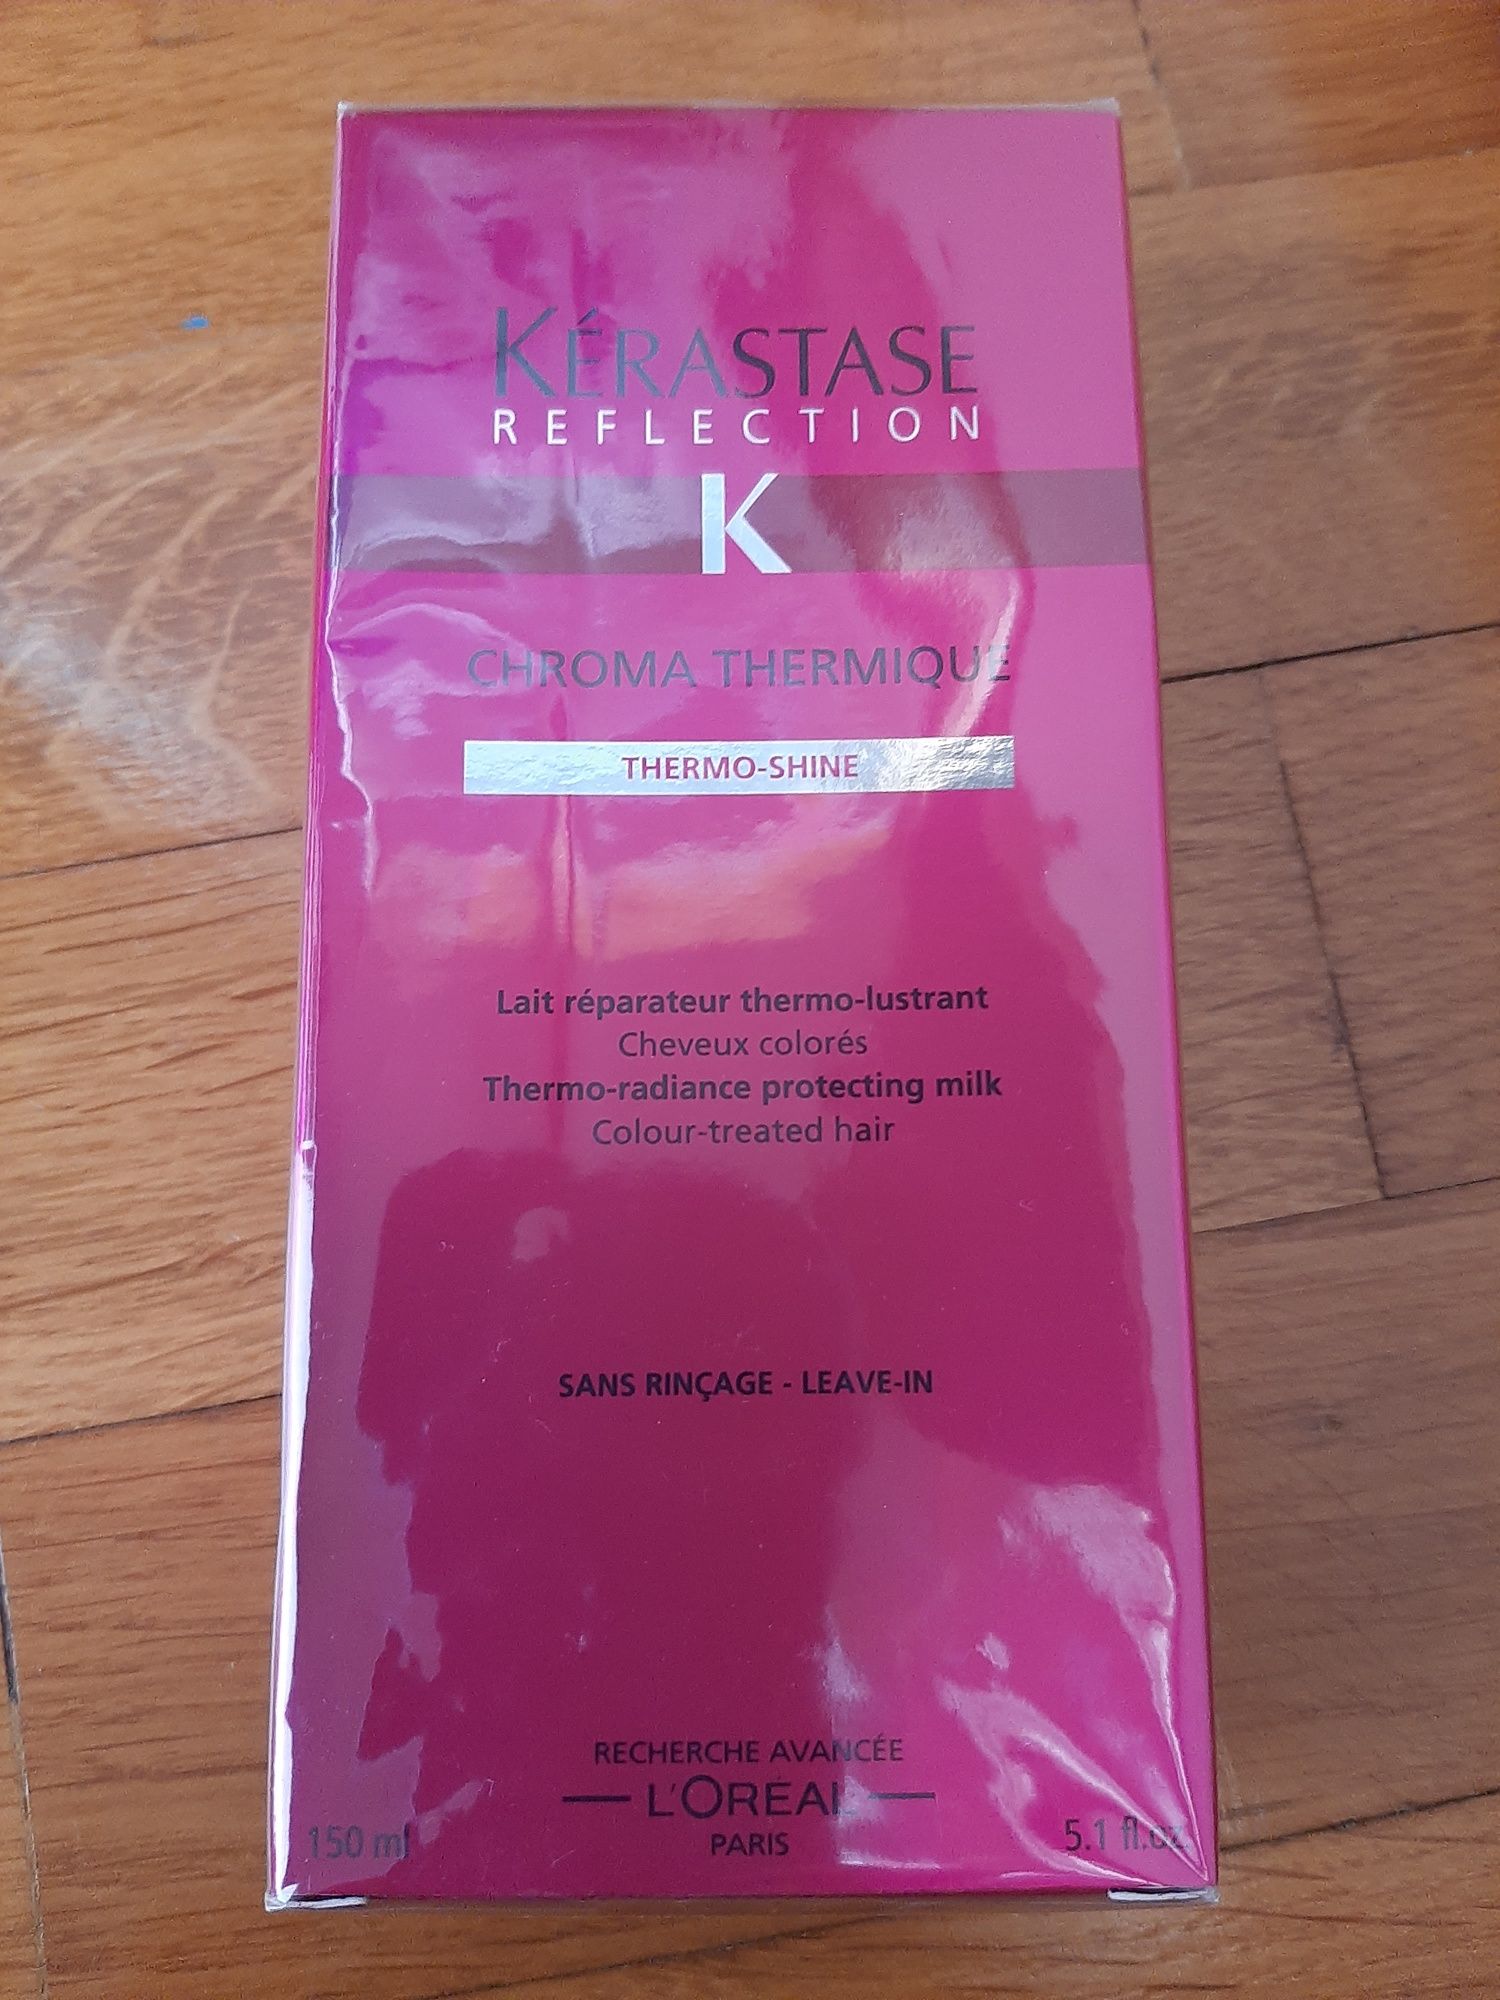 KÉRASTASE
REFLECTION
K
CHROMA THERMIQUE
THERMO-SHINE
Lait réparateur thermo-lustrant
Cheveux colorés
Thermo-radiance protecting milk
Colour-treated hair
SANS RINÇAGE - LEAVE-IN
RECHERCHE AVANCÉE
L'ORÉAL
PARIS
150 ml
5.1 fl.oz